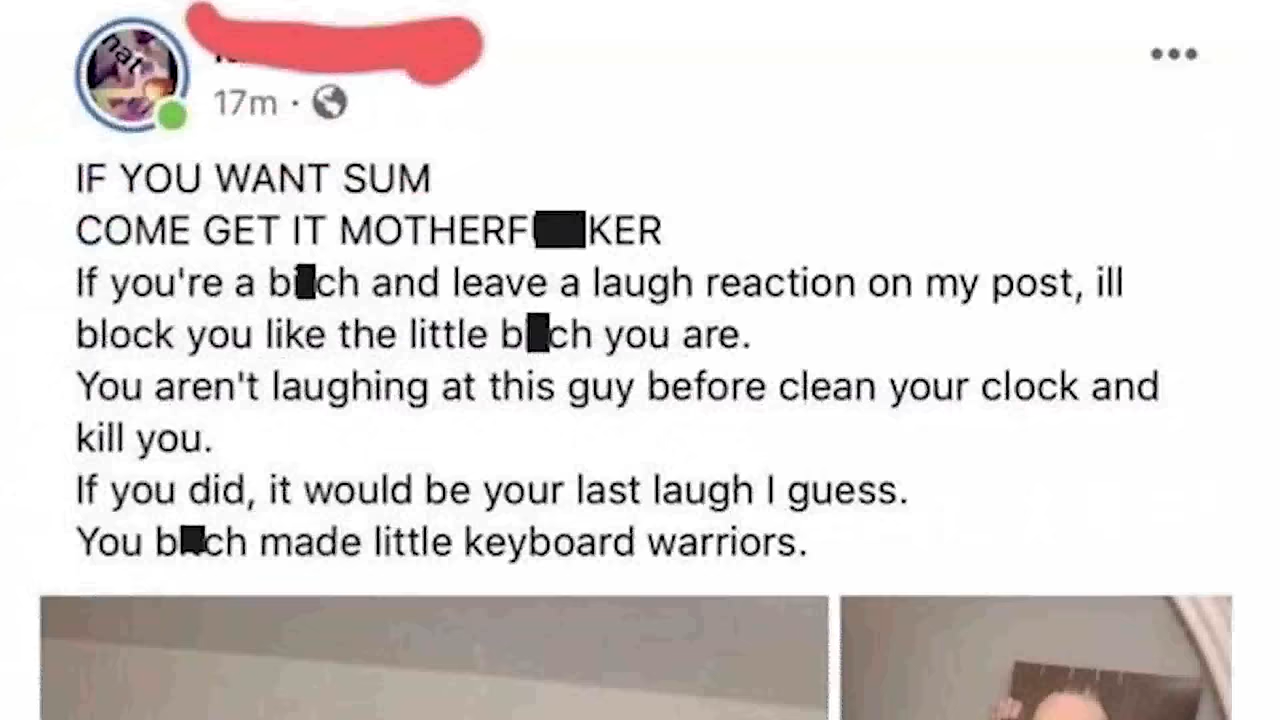 17m ·
IF YOU WANT SUM
COME GET IT MOTHERF██KER
If you're a bi█ch and leave a laugh reaction on my post, ill
block you like the little b█ch you are.
You aren't laughing at this guy before clean your clock and
kill you.
If you did, it would be your last laugh I guess.
You b█ch made little keyboard warriors.